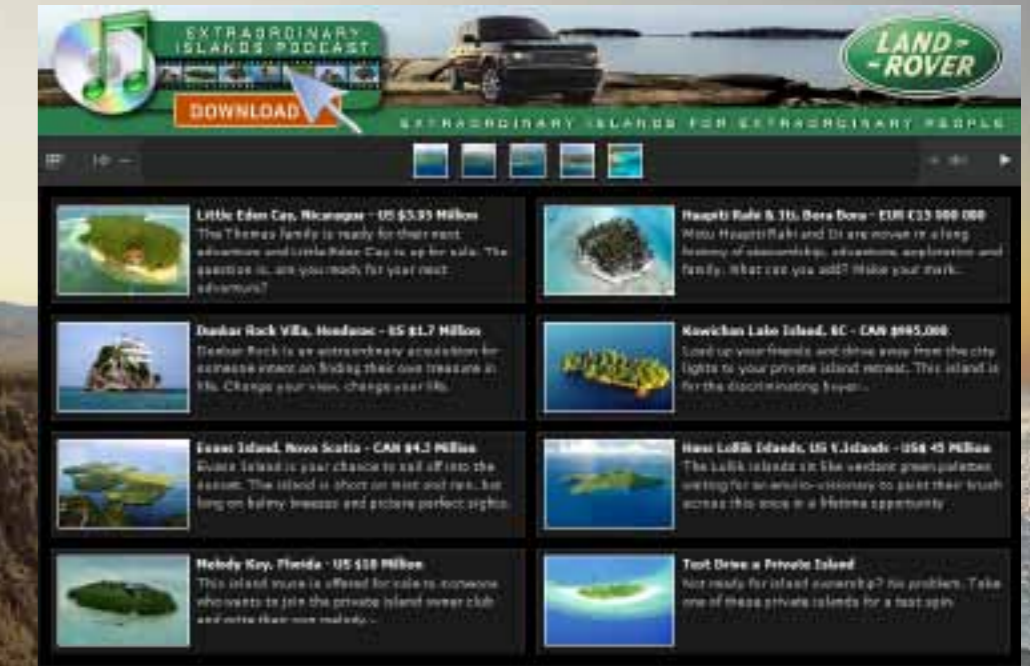 EXTRAORDINARY
ISLANDS PODCAST
DOWNLOAD
LAND-
-ROVER
EXTRAORDINARY ISLANDS FOR EXTRAORDINARY PEOPLE
Little Eden Cay, Nicaragua - US $3.95 Million
The Thomas family is ready for their next
adventure and Little Eden Cay is up for sale. The
question is, are you ready for your next
adventure?
Haapiti Rahi & Iti, Bora Bora - EUR €13 000 000
Motu Haapiti Rahi and Iti are woven in a long
history of stewardship, adventure, exploration and
family. What can you add? Make your mark..
Dunbar Rock Villa, Honduras - US $1.7 Million
Dunbar Rock is an extraordinary acquisition for
someone intent on finding their own treasure in
life. Change your view, change your life.
Kowichan Lake Island, BC - CAN $995,000
Load up your friends and drive away from the city
lights to your private island retreat. This island is
for the discriminating buyer..
Evans Island, Nova Scotia - CAN $4.3 Million
Evans Island is your chance to sail off into the
sunset. The island is short on mint and rum..but
long on balmy breezes and picture perfect sights.
Hans Lollik Islands, US V.Islands - US$ 45 Million
The Lollik islands sit like verdant green palettes
waiting for an enviro-visionary to paint their brush
across this once in a lifetime opportunity
Melody Key, Florida - US $10 Million
This island muse is offered for sale to someone
who wants to join the private island owner club
and write their own melody...
Test Drive a Private Island
Not ready for island ownership? No problem. Take
one of these private islands for a test spin